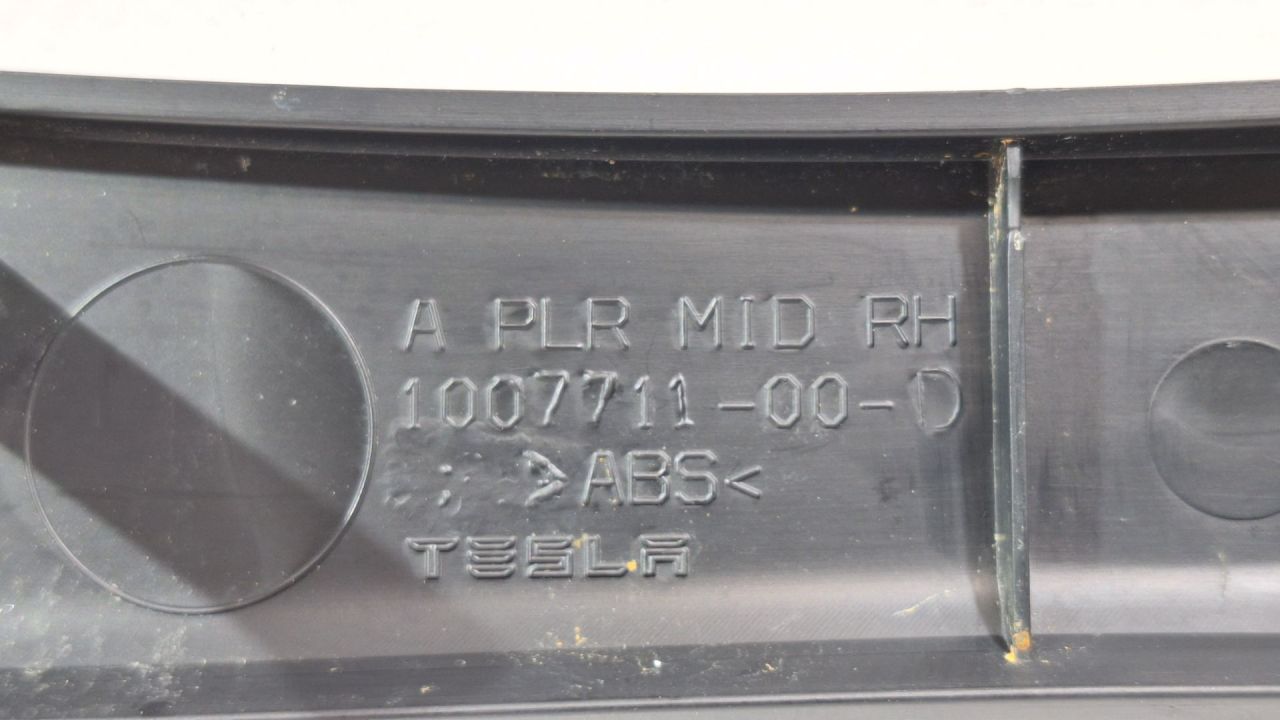 A PLR MID RH
1007711-00-D
>ABS<
TESLA